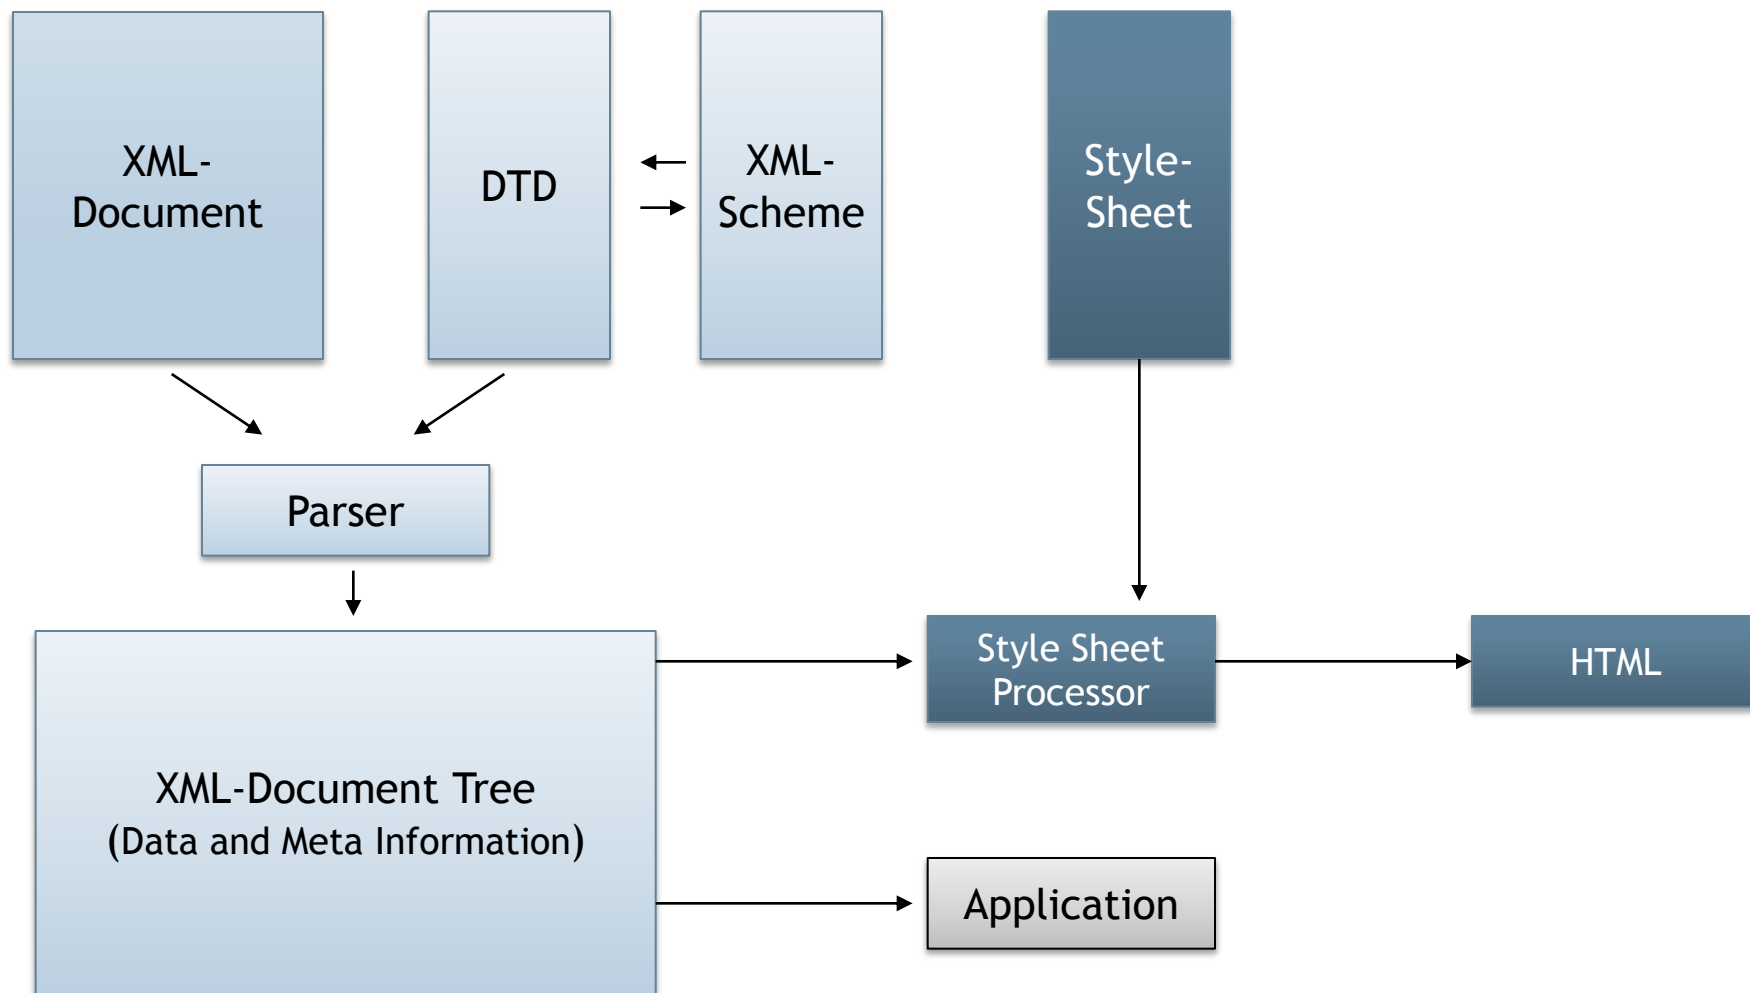 XML-
Document
DTD
XML-
Scheme
Style-
Sheet
Parser
XML-Document Tree
(Data and Meta Information)
Style Sheet
Processor
HTML
Application